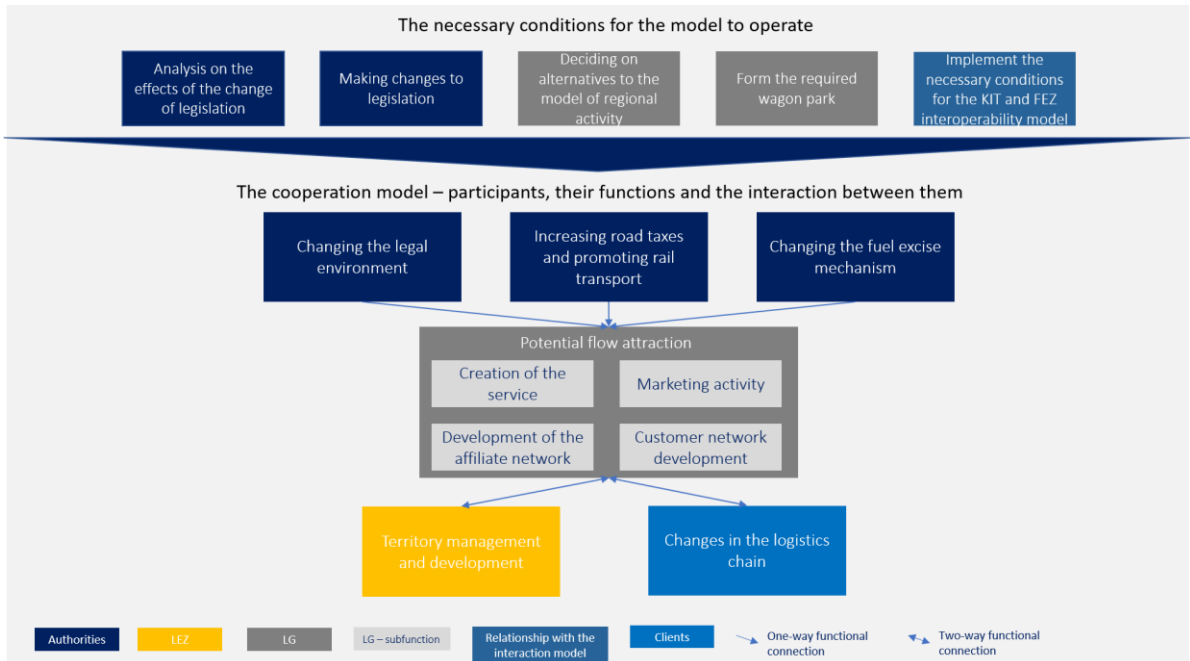 The necessary conditions for the model to operate
Analysis on the
effects of the change
of legislation
Making changes to
legislation
Deciding on
alternatives to the
model of regional
activity
Form the required
wagon park
Implement the
necessary conditions
for the KIT and FEZ
interoperability model
The cooperation model – participants, their functions and the interaction between them
Changing the legal
environment
Increasing road taxes
and promoting rail
transport
Changing the fuel excise
mechanism
Potential flow attraction
Creation of the
service
Marketing activity
Development of the
affiliate network
Customer network
development
Territory management
and development
Changes in the logistics
chain
Authorities
LEZ
LG
LG – subfunction
Relationship with the
interaction model
Clients
One-way functional
connection
Two-way functional
connection